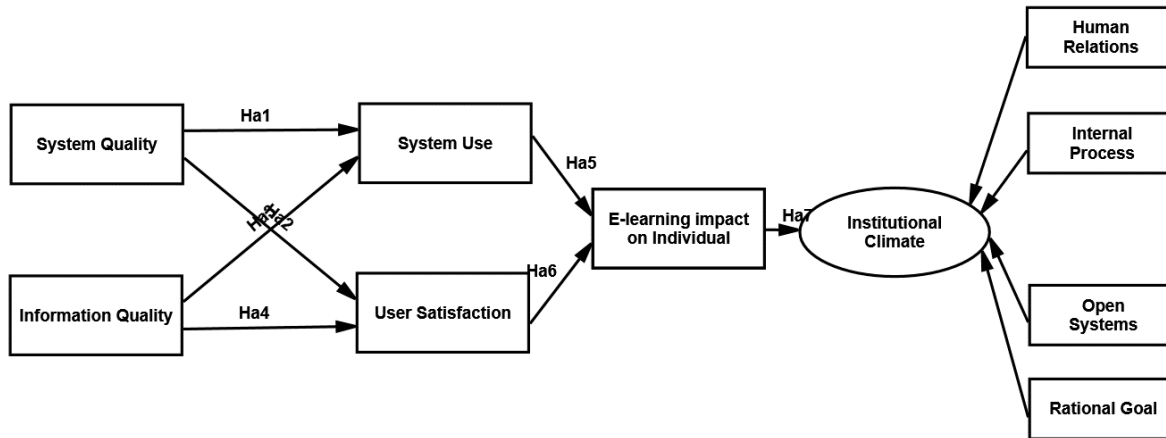 Human
Relations
Ha1
System Quality
System Use
Internal
Process
Ha5
E-learning impact
on Individual
Ha7
Institutional
Climate
Information Quality
Ha4
User Satisfaction
Ha6
Open
Systems
Rational Goal